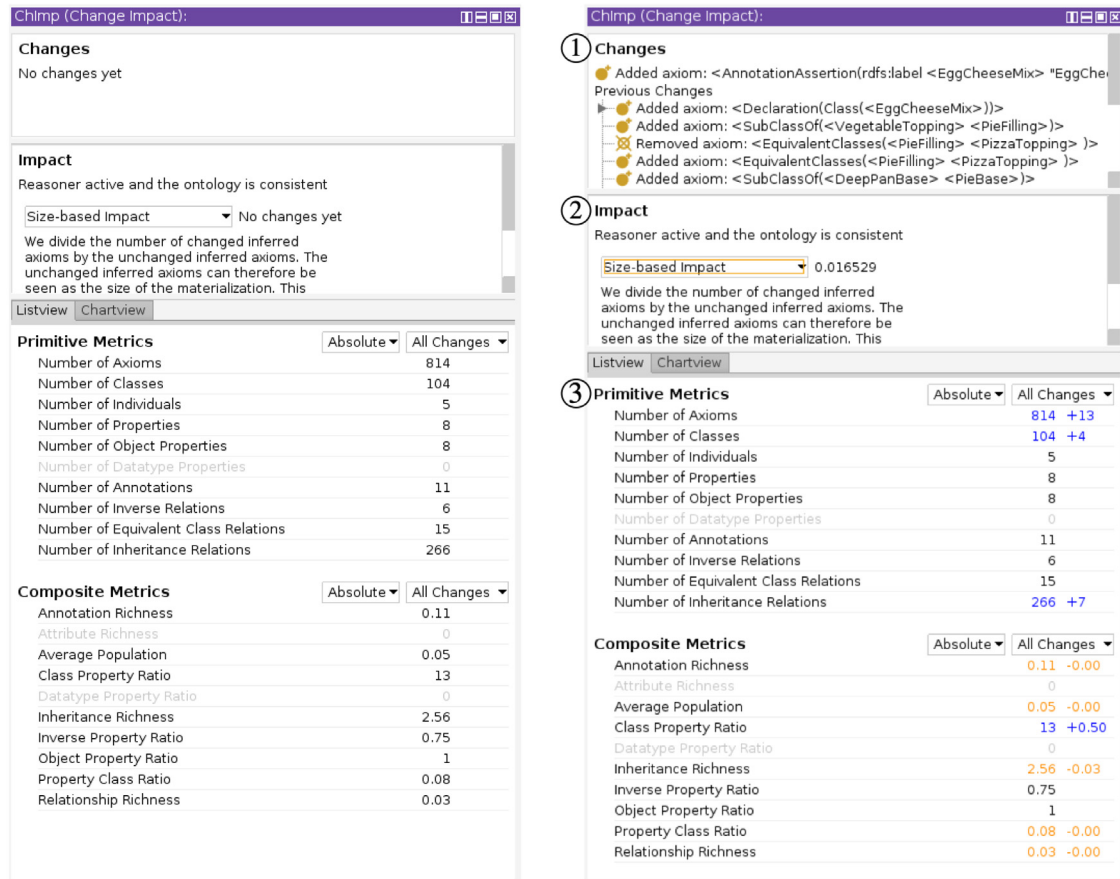 ChImp (Change Impact):
Changes
No changes yet
Impact
Reasoner active and the ontology is consistent
Size-based Impact No changes yet
We divide the number of changed inferred
axioms by the unchanged inferred axioms. The
unchanged inferred axioms can therefore be
seen as the size of the materialization. This
Listview Chartview
Primitive Metrics Absolute All Changes
Number of Axioms 814
Number of Classes 104
Number of Individuals 5
Number of Properties 8
Number of Object Properties 8
Number of Datatype Properties 0
Number of Annotations 11
Number of Inverse Relations 6
Number of Equivalent Class Relations 15
Number of Inheritance Relations 266
Composite Metrics Absolute All Changes
Annotation Richness 0.11
Attribute Richness 0
Average Population 0.05
Class Property Ratio 13
Datatype Property Ratio 0
Inheritance Richness 2.56
Inverse Property Ratio 0.75
Object Property Ratio 1
Property Class Ratio 0.08
Relationship Richness 0.03
ChImp (Change Impact):
① Changes
Added axiom: <AnnotationAssertion(rdfs:label <EggCheeseMix> "EggChee
Previous Changes
Added axiom: <Declaration(Class(<EggCheeseMix>))>
Added axiom: <SubClassOf(<VegetableTopping> <PieFilling>)>
Removed axiom: <EquivalentClasses(<PieFilling> <PizzaTopping> )>
Added axiom: <EquivalentClasses(<PieFilling> <PizzaTopping> )>
Added axiom: <SubClassOf(<DeepPanBase> <PieBase>)>
② Impact
Reasoner active and the ontology is consistent
Size-based Impact 0.016529
We divide the number of changed inferred
axioms by the unchanged inferred axioms. The
unchanged inferred axioms can therefore be
seen as the size of the materialization. This
Listview Chartview
③ Primitive Metrics Absolute All Changes
Number of Axioms 814 +13
Number of Classes 104 +4
Number of Individuals 5
Number of Properties 8
Number of Object Properties 8
Number of Datatype Properties 0
Number of Annotations 11
Number of Inverse Relations 6
Number of Equivalent Class Relations 15
Number of Inheritance Relations 266 +7
Composite Metrics Absolute All Changes
Annotation Richness 0.11 -0.00
Attribute Richness 0
Average Population 0.05 -0.00
Class Property Ratio 13 +0.50
Datatype Property Ratio 0
Inheritance Richness 2.56 -0.03
Inverse Property Ratio 0.75
Object Property Ratio 1
Property Class Ratio 0.08 -0.00
Relationship Richness 0.03 -0.00